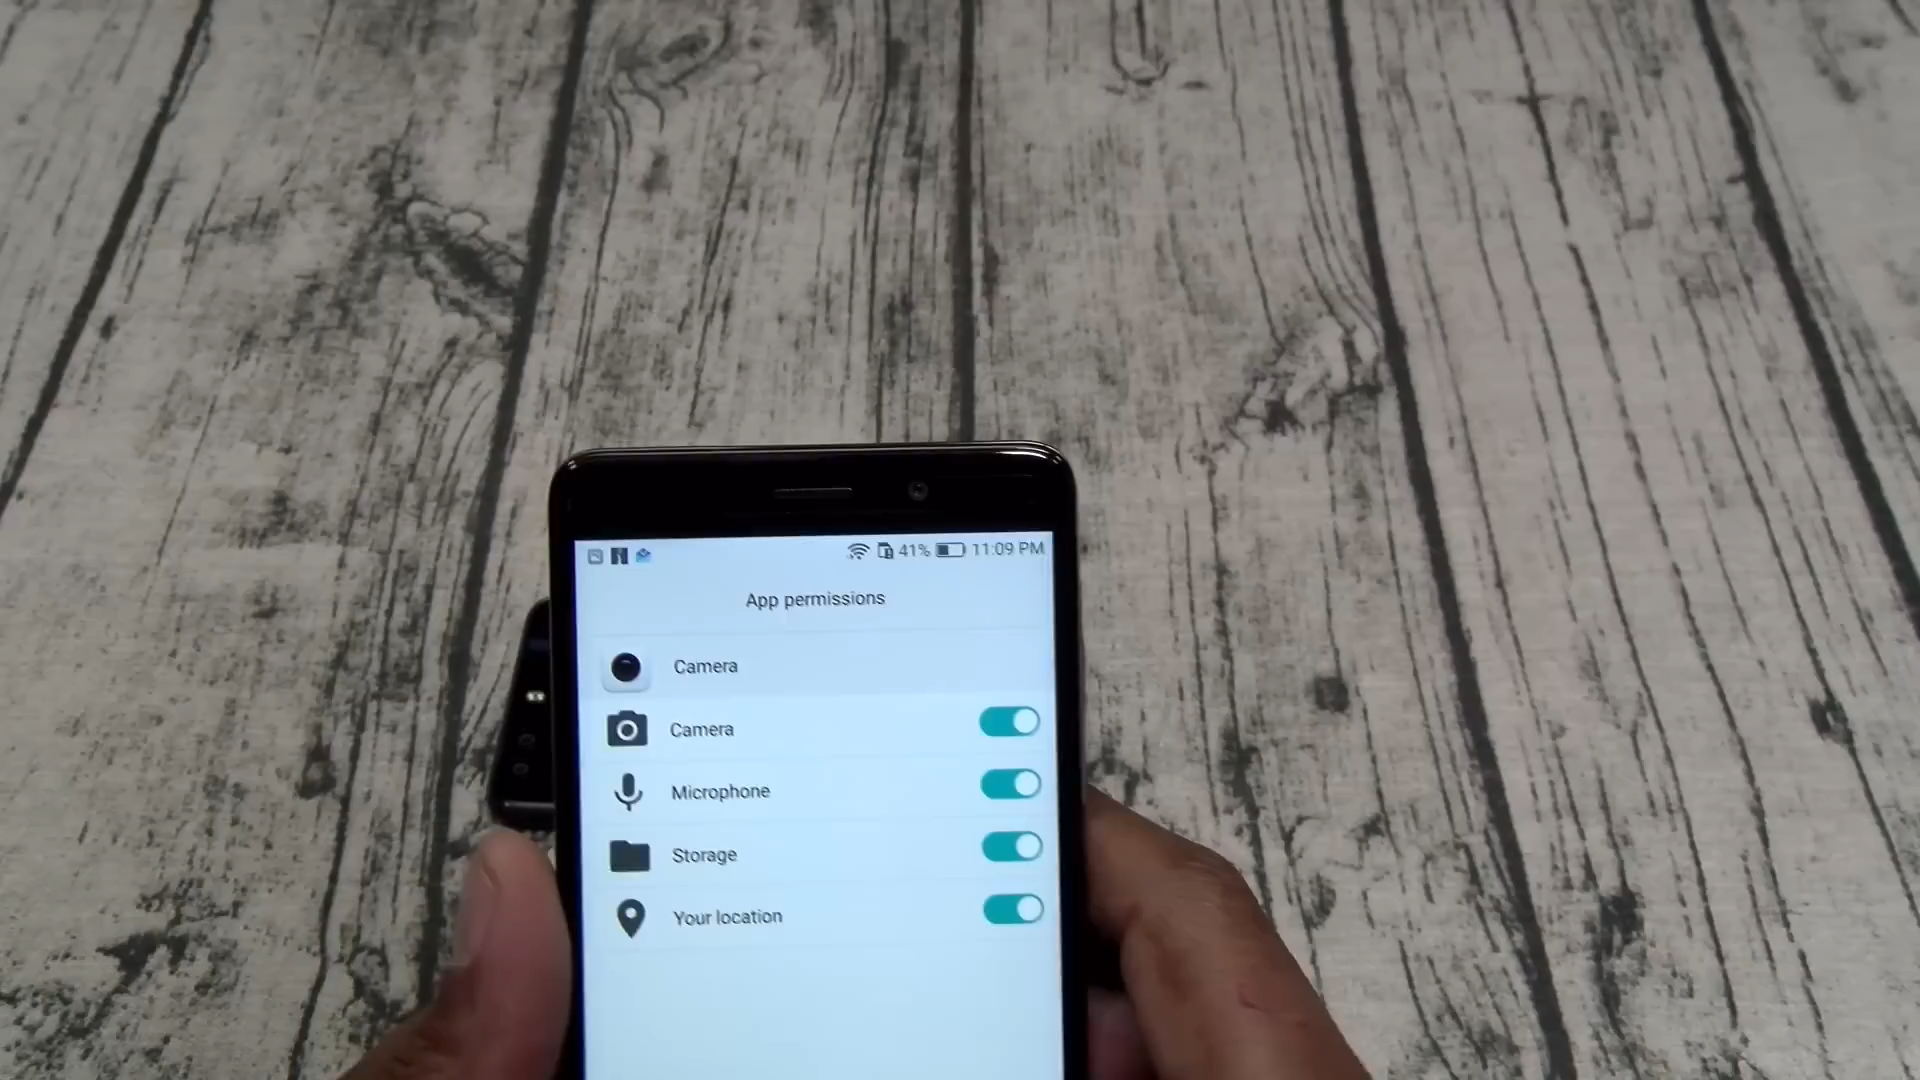 41% 11:09 PM
App permissions
Camera
Camera
Microphone
Storage
Your location